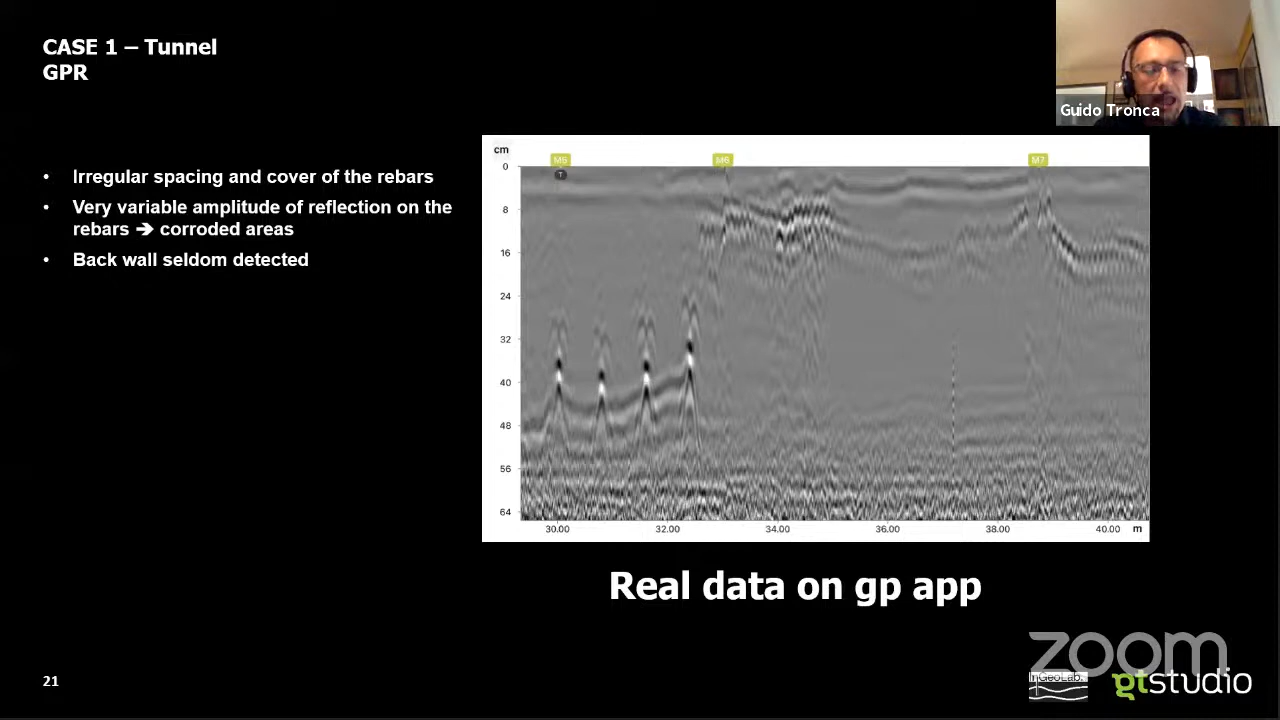 CASE 1 – Tunnel
GPR
Guido Tronca
• Irregular spacing and cover of the rebars
• Very variable amplitude of reflection on the
rebars ➔ corroded areas
• Back wall seldom detected
cm
M6 M7
0
8
16
24
32
40
48
56
64
30.00 32.00 34.00 36.00 38.00 40.00 m
Real data on gp app
zoom
21
GeoLab.
gtstudio